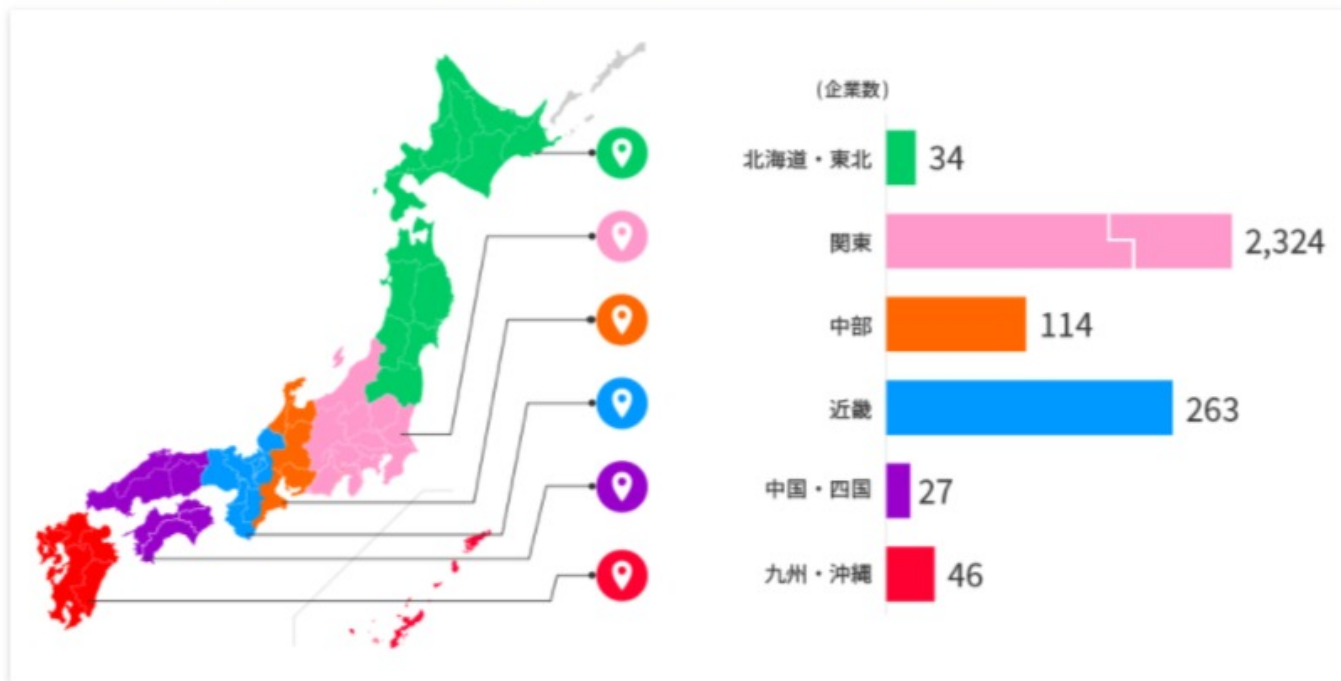 (企業数)
北海道・東北 34
関東 2,324
中部 114
近畿 263
中国・四国 27
九州・沖縄 46